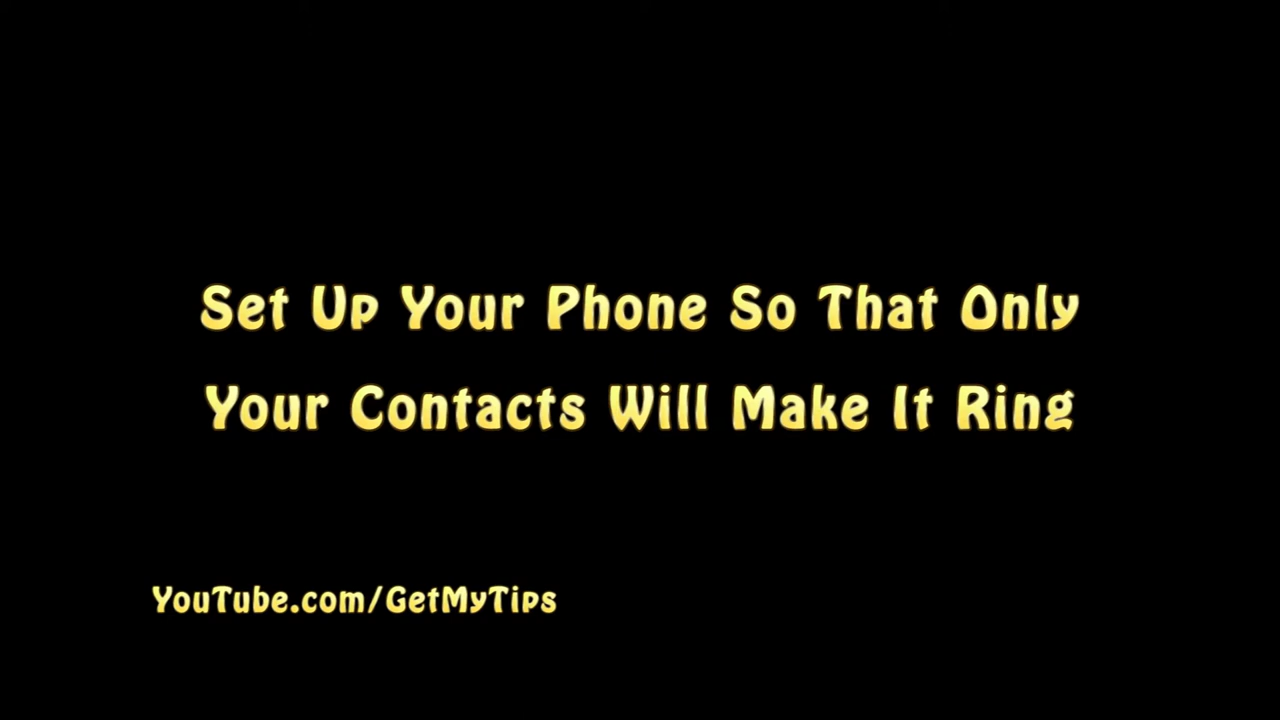 Set Up Your Phone So That Only
Your Contacts Will Make It Ring
YouTube.com/GetMyTips